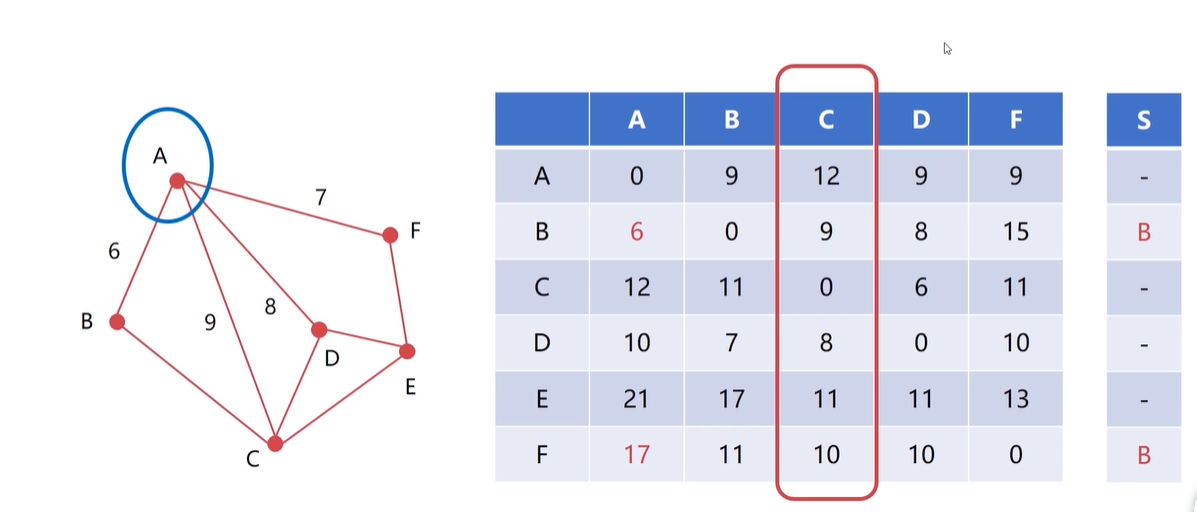 A
7
F
6
B
9
8
D
E
C
A B C D F S
A 0 9 12 9 9 -
B 6 0 9 8 15 B
C 12 11 0 6 11 -
D 10 7 8 0 10 -
E 21 17 11 11 13 -
F 17 11 10 10 0 B